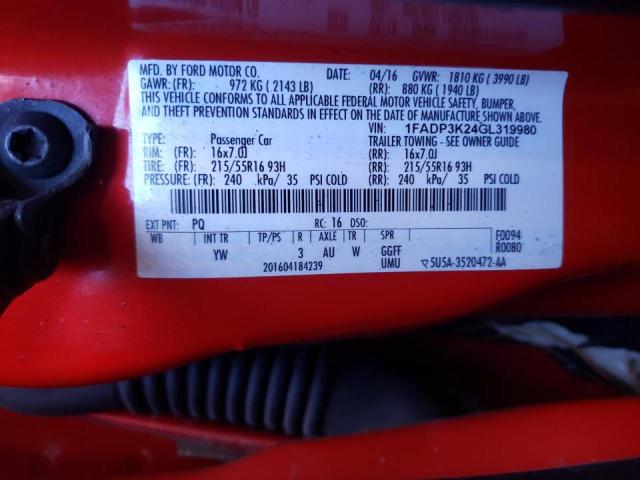 MFD. BY FORD MOTOR CO. DATE: 04/16 GVWR: 1810 KG ( 3990 LB)
GAWR: (FR): 972 KG ( 2143 LB) (RR): 880 KG ( 1940 LB)
THIS VEHICLE CONFORMS TO ALL APPLICABLE FEDERAL MOTOR VEHICLE SAFETY, BUMPER,
AND THEFT PREVENTION STANDARDS IN EFFECT ON THE DATE OF MANUFACTURE SHOWN ABOVE.
VIN: 1FADP3K24GL319980
TYPE: Passenger Car TRAILER TOWING - SEE OWNER GUIDE
RIM: (FR): 16x7.0J (RR): 16x7.0J
TIRE: (FR): 215/55R16 93H (RR): 215/55R16 93H
PRESSURE: (FR): 240 kPa/ 35 PSI COLD (RR): 240 kPa/ 35 PSI COLD
EXT PNT: PQ RC: 16 DSO:
WB INT TR TP/PS R AXLE TR SPR F0094
YW 3 AU W GGFF R0080
201604184239 UMU ▽5U5A-3520472-AA